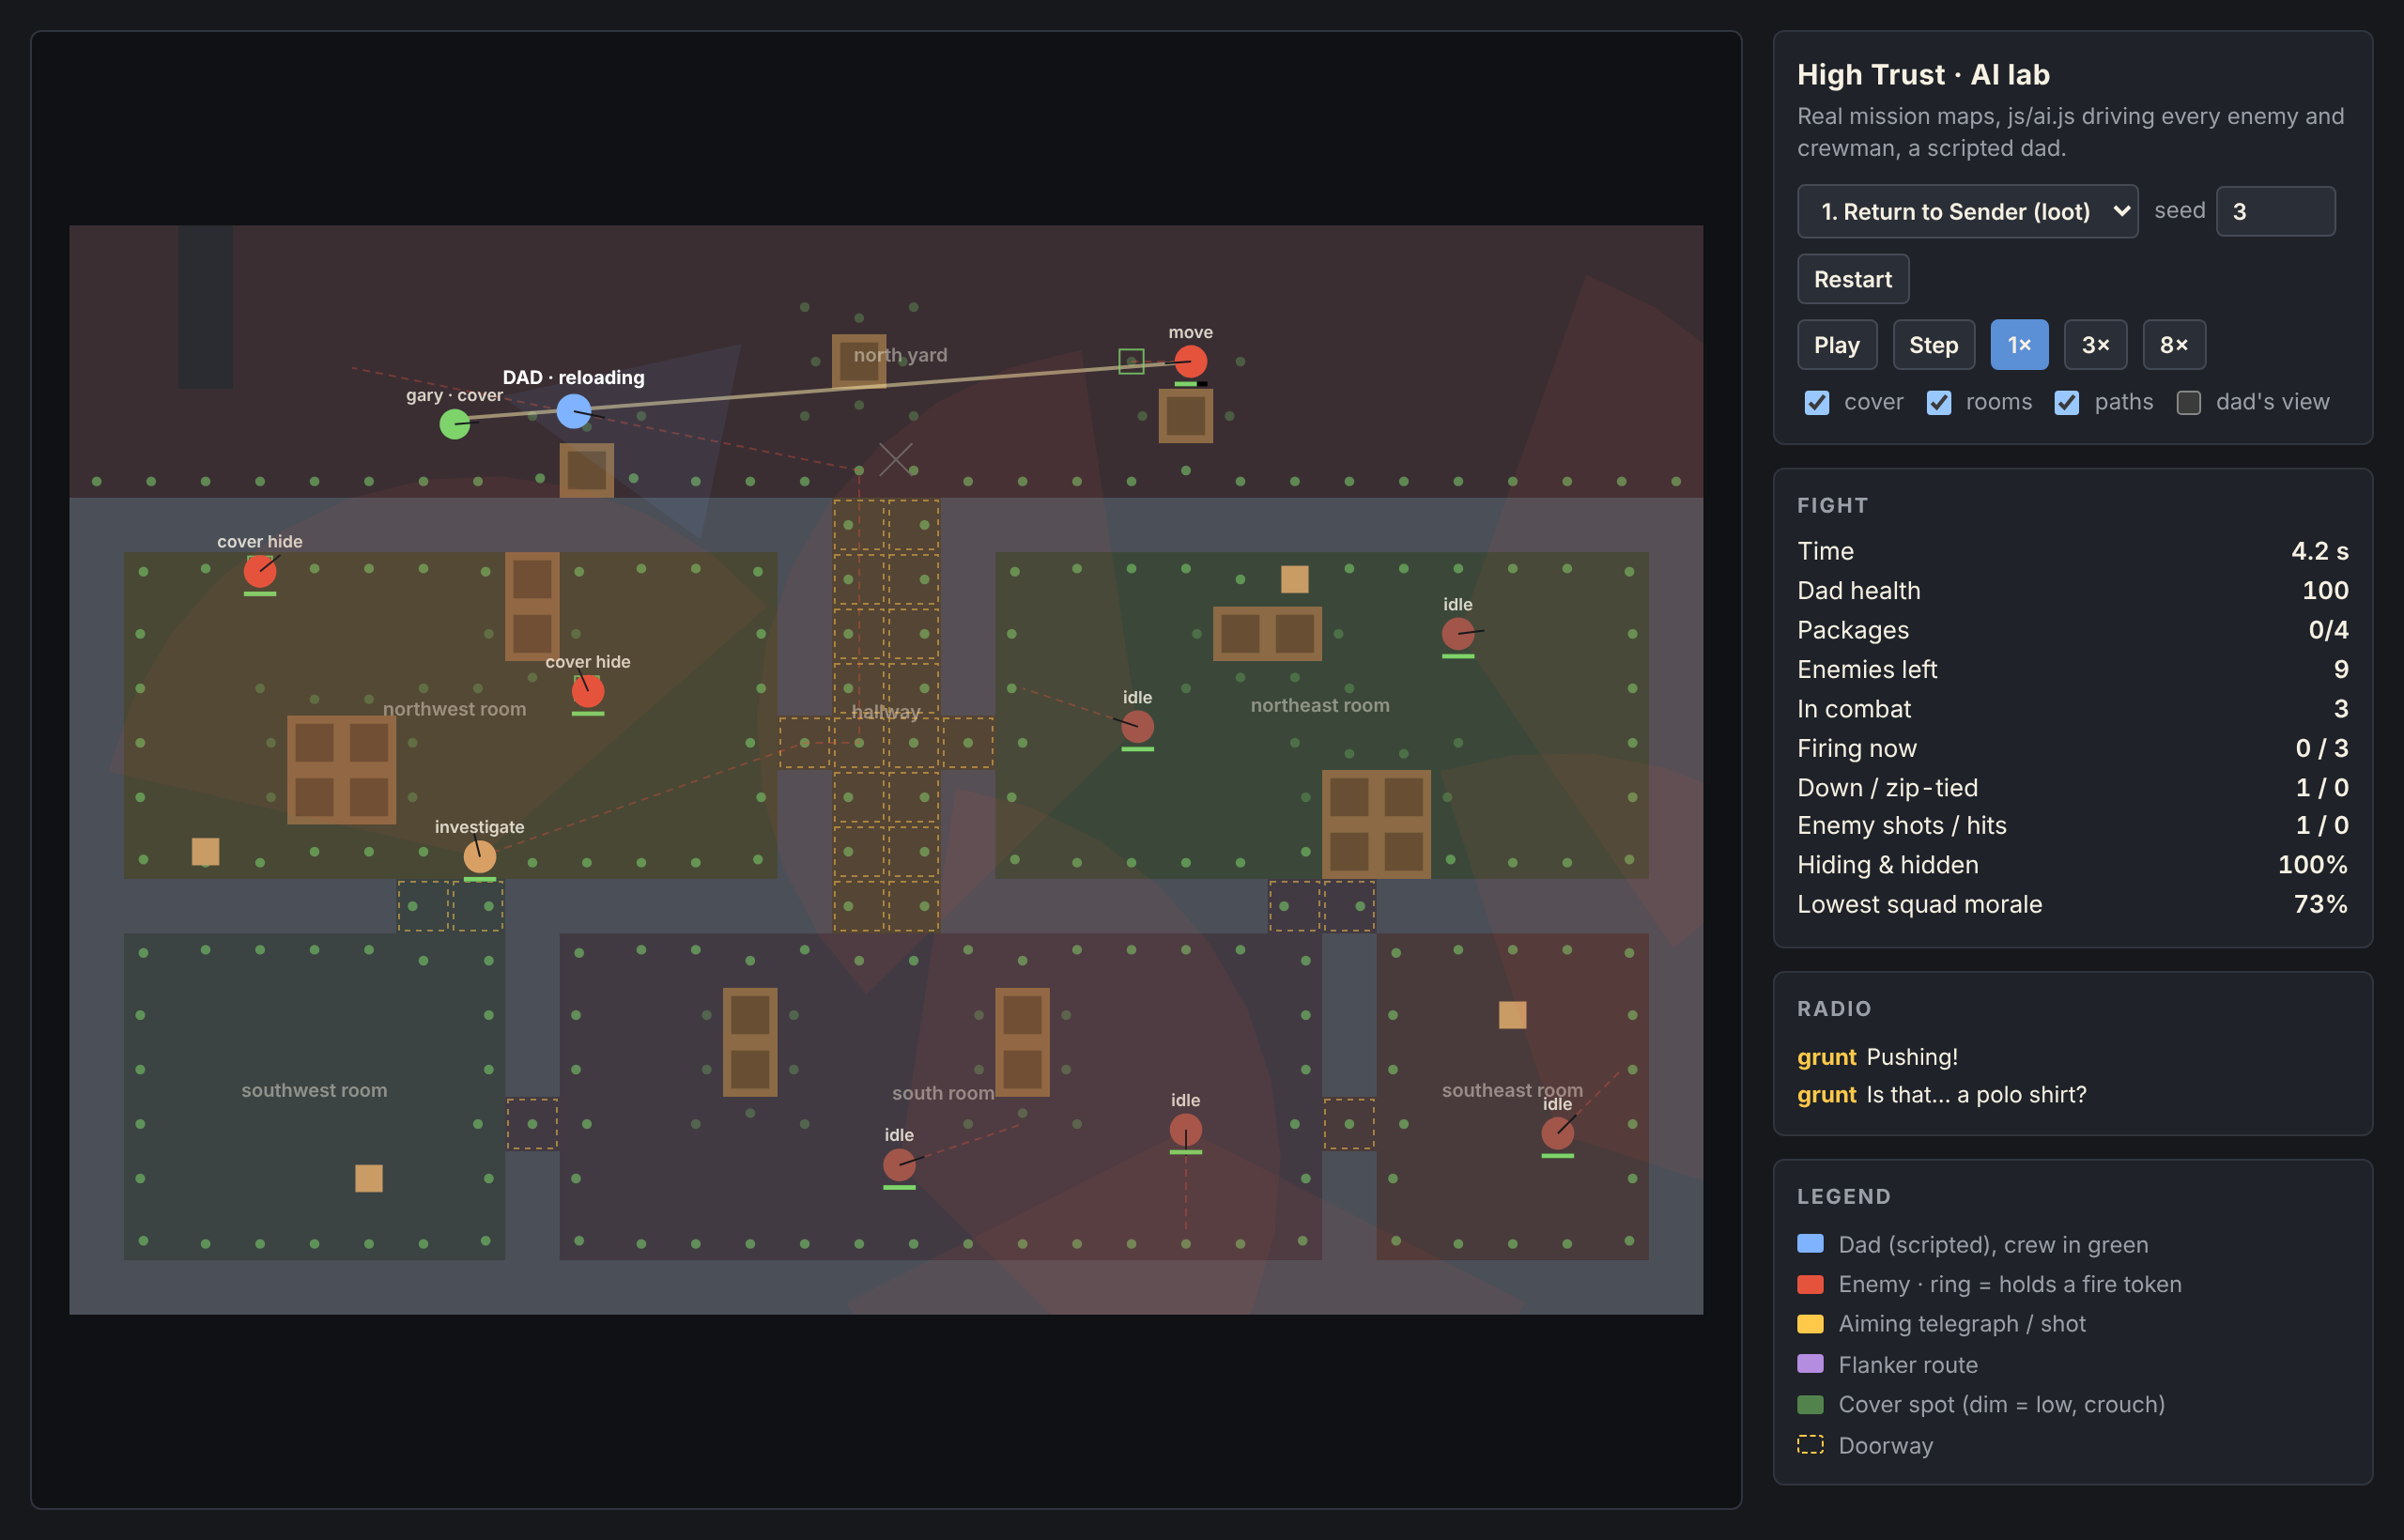 north yard
move
DAD · reloading
gary · cover
cover hide
cover hide
northwest room
hallway
idle
idle
northeast room
investigate
southwest room
south room
idle
idle
southeast room
idle
High Trust · AI lab
Real mission maps, js/ai.js driving every enemy and
crewman, a scripted dad.
1. Return to Sender (loot) seed 3
Restart
Play Step 1× 3× 8×
cover rooms paths dad's view
FIGHT
Time 4.2 s
Dad health 100
Packages 0/4
Enemies left 9
In combat 3
Firing now 0 / 3
Down / zip-tied 1 / 0
Enemy shots / hits 1 / 0
Hiding & hidden 100%
Lowest squad morale 73%
RADIO
grunt Pushing!
grunt Is that... a polo shirt?
LEGEND
Dad (scripted), crew in green
Enemy · ring = holds a fire token
Aiming telegraph / shot
Flanker route
Cover spot (dim = low, crouch)
Doorway